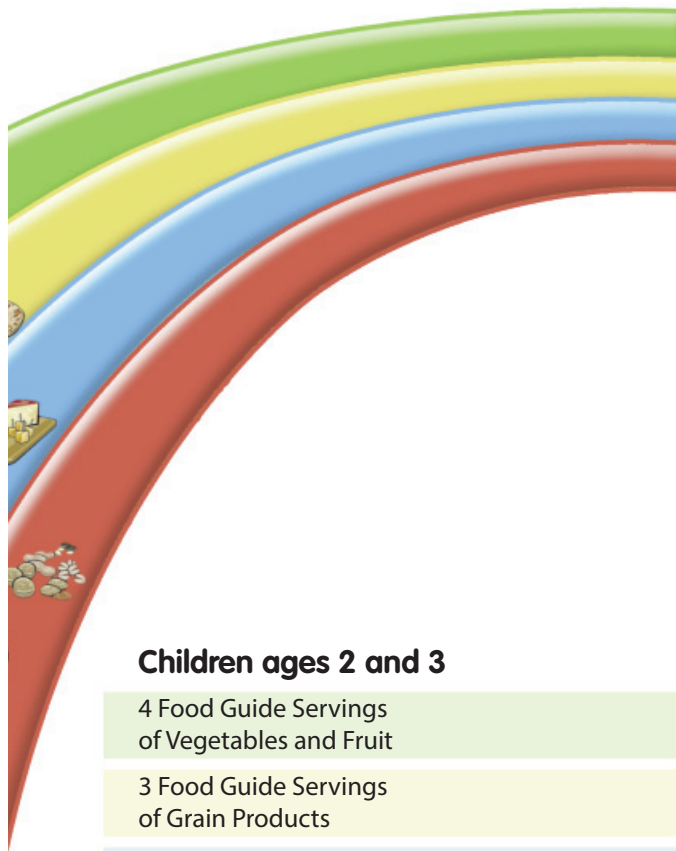 Children ages 2 and 3
4 Food Guide Servings
of Vegetables and Fruit
3 Food Guide Servings
of Grain Products